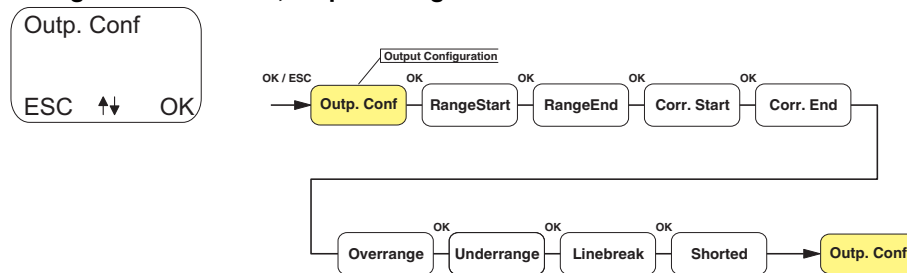 Outp. Conf
ESC OK
Output Configuration
OK / ESC OK OK OK OK
Outp. Conf RangeStart RangeEnd Corr. Start Corr. End
OK OK OK
Overrange Underrange Linebreak Shorted Outp. Conf